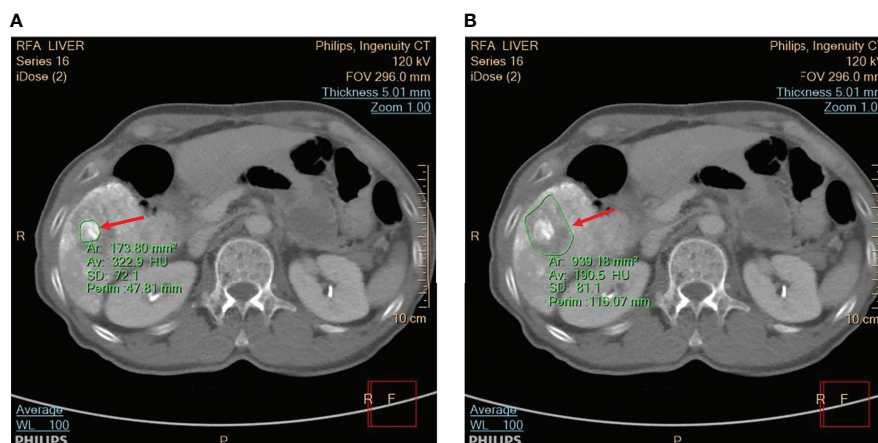 A
RFA LIVER
Series 16
iDose (2)
Philips, Ingenuity CT
120 kV
FOV 296.0 mm
Thickness 5.01 mm
Zoom 1.00
R
Ar: 173.80 mm²
Av: 322.9 HU
SD: 72.1
Perim :47.81 mm
10 cm
R F
Average
WL 100
PHILIPS
P
B
RFA LIVER
Series 16
iDose (2)
Philips, Ingenuity CT
120 kV
FOV 296.0 mm
Thickness 5.01 mm
Zoom 1.00
R
Ar: 939.18 mm²
Av: 190.5 HU
SD: 81.1
Perim :116.07 mm
10 cm
R F
Average
WL 100
PHILIPS
P